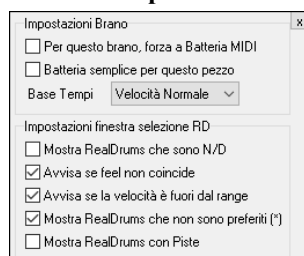 x
Impostazioni Brano
Per questo brano, forza a Batteria MIDI
Batteria semplice per questo pezzo
Base Tempi Velocità Normale
Impostazioni finestra selezione RD
Mostra RealDrums che sono N/D
Avvisa se feel non coincide
Avvisa se la velocità è fuori dal range
Mostra RealDrums che non sono preferiti (*)
Mostra RealDrums con Piste